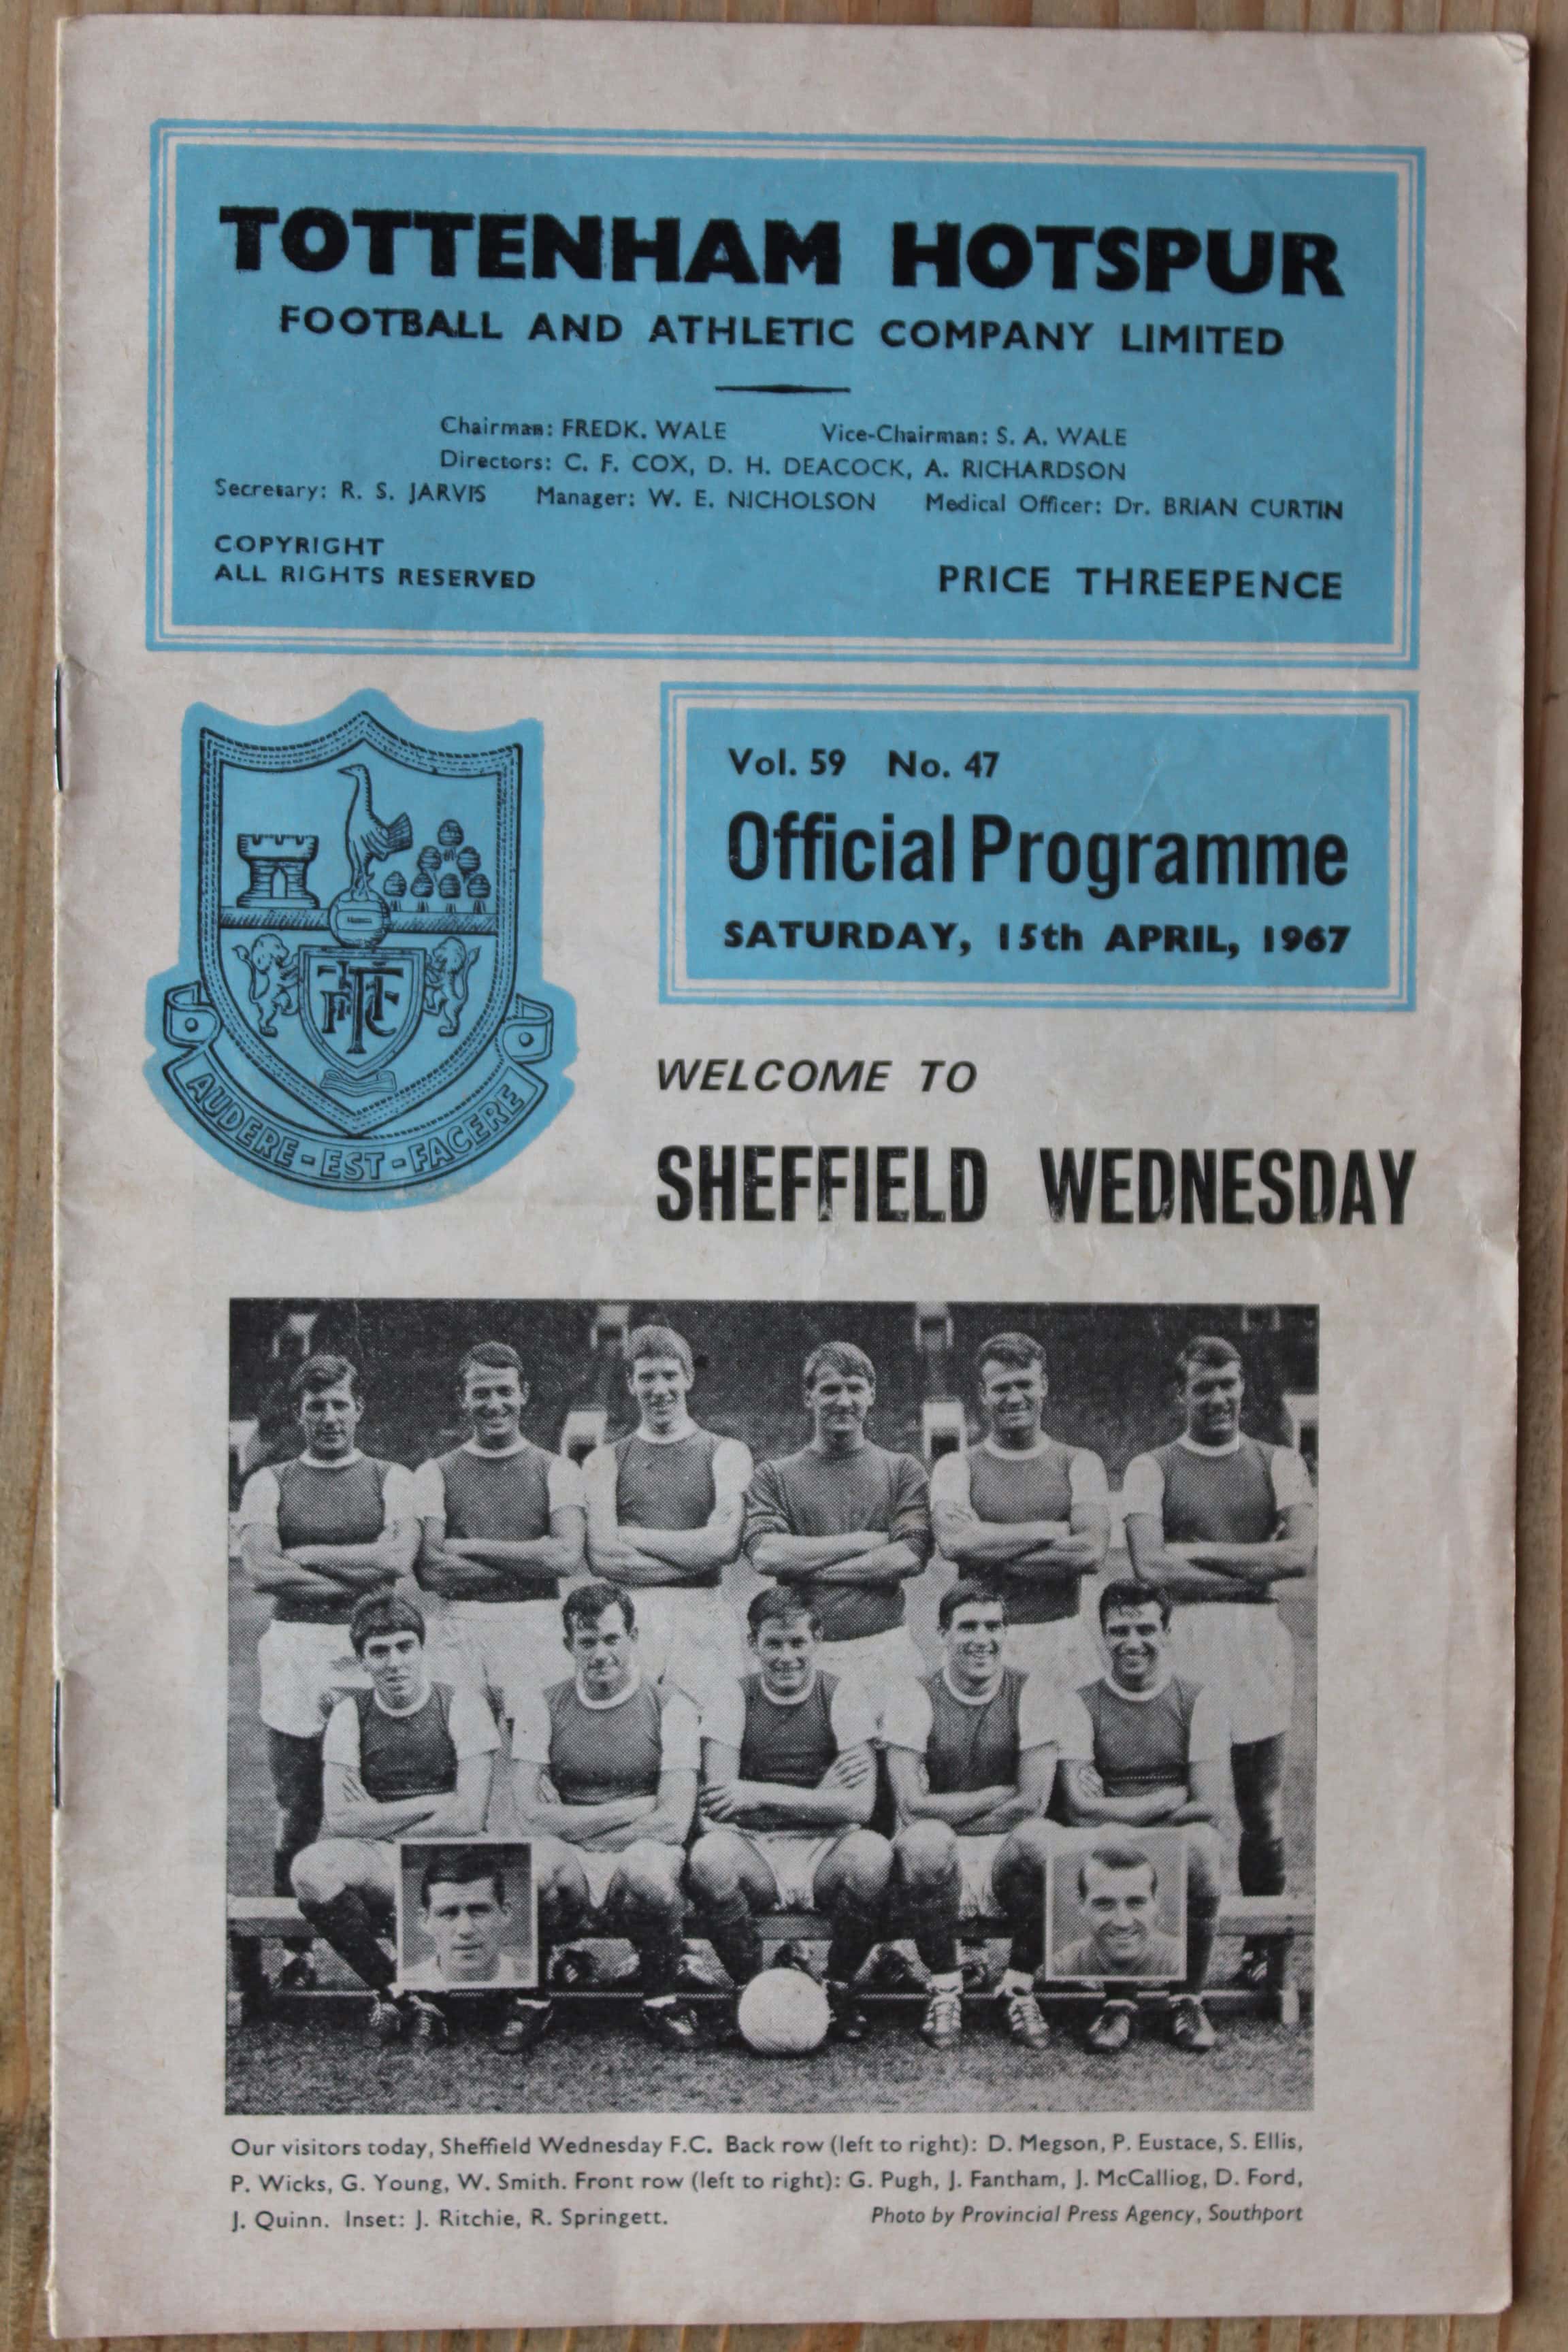 TOTTENHAM HOTSPUR
FOOTBALL AND ATHLETIC COMPANY LIMITED
Chairman: FREDK. WALE Vice-Chairman: S. A. WALE
Directors: C. F. COX, D. H. DEACOCK, A. RICHARDSON
Secretary: R. S. JARVIS Manager: W. E. NICHOLSON Medical Officer: Dr. BRIAN CURTIN
COPYRIGHT
ALL RIGHTS RESERVED
PRICE THREEPENCE
AUDERE-EST-FACERE
Vol. 59 No. 47
Official Programme
SATURDAY, 15th APRIL, 1967
WELCOME TO
SHEFFIELD WEDNESDAY
Our visitors today, Sheffield Wednesday F.C. Back row (left to right): D. Megson, P. Eustace, S. Ellis,
P. Wicks, G. Young, W. Smith. Front row (left to right): G. Pugh, J. Fantham, J. McCalliog, D. Ford,
J. Quinn. Inset: J. Ritchie, R. Springett. Photo by Provincial Press Agency, Southport